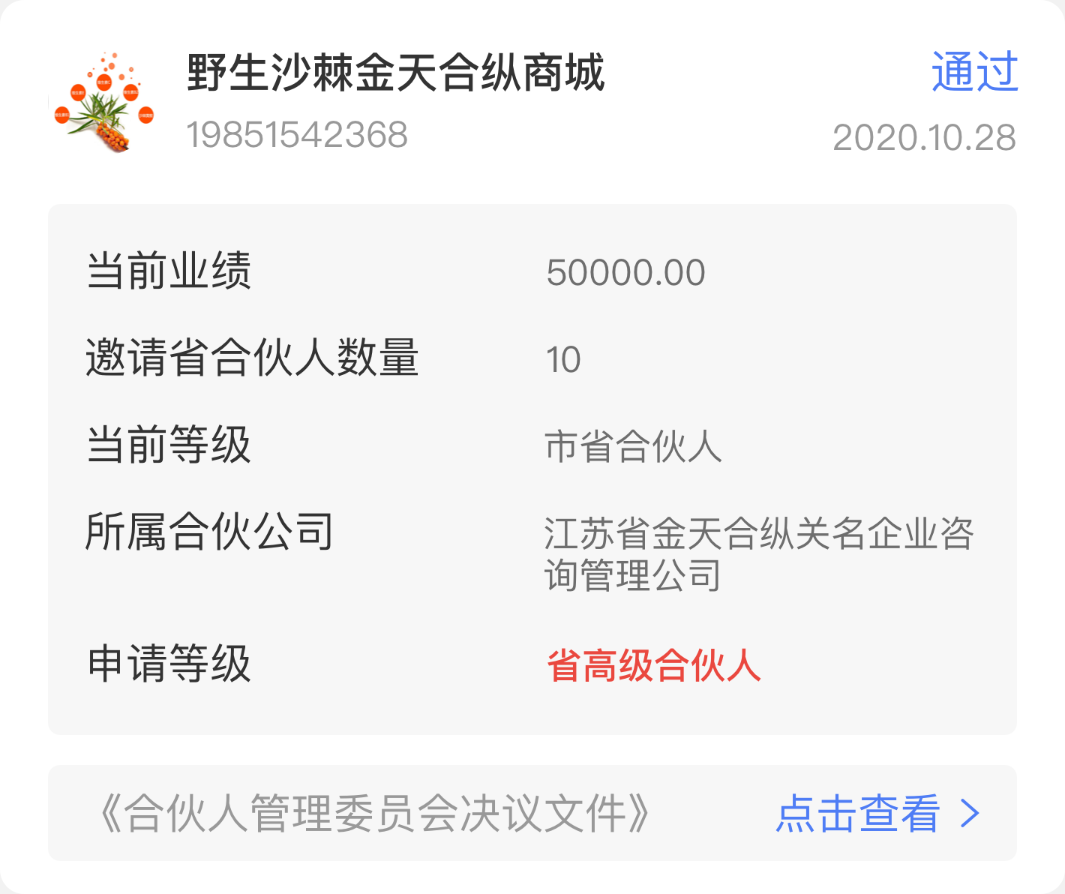 野生沙棘金天合纵商城
通过
19851542368
2020.10.28
当前业绩
50000.00
邀请省合伙人数量
10
当前等级
市省合伙人
所属合伙公司
江苏省金天合纵关名企业咨
询管理公司
申请等级
省高级合伙人
《合伙人管理委员会决议文件》
点击查看 >